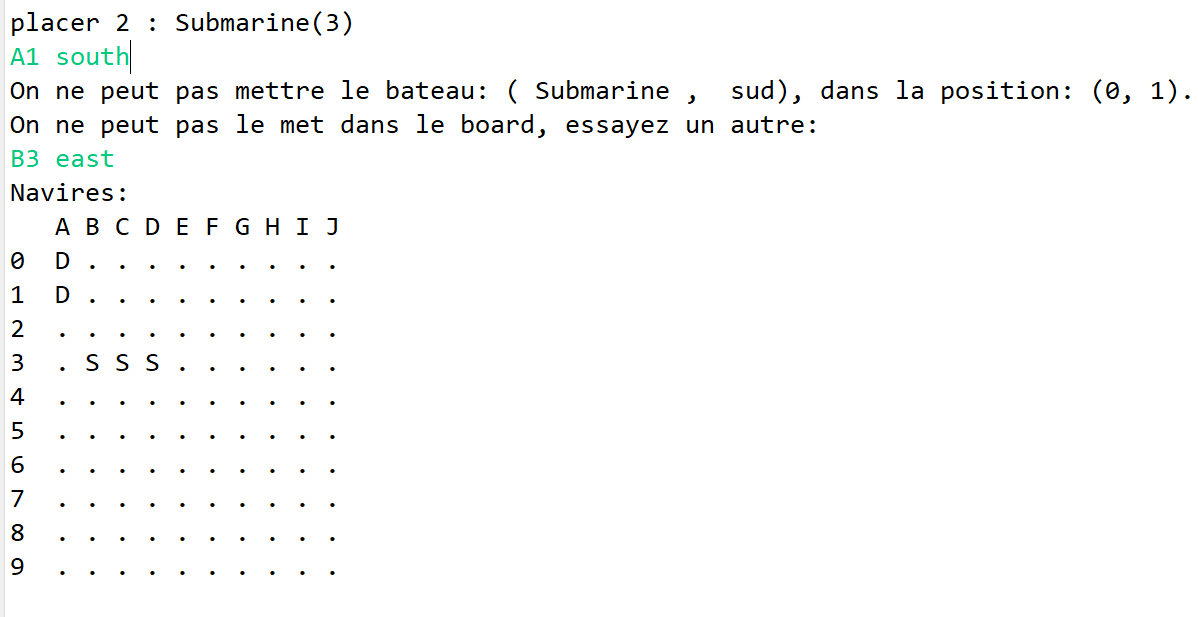 placer 2 : Submarine(3)
A1 south
On ne peut pas mettre le bateau: ( Submarine ,  sud), dans la position: (0, 1).
On ne peut pas le met dans le board, essayez un autre:
B3 east
Navires:
   A B C D E F G H I J
0  D . . . . . . . . .
1  D . . . . . . . . .
2  . . . . . . . . . .
3  . S S S . . . . . .
4  . . . . . . . . . .
5  . . . . . . . . . .
6  . . . . . . . . . .
7  . . . . . . . . . .
8  . . . . . . . . . .
9  . . . . . . . . . .